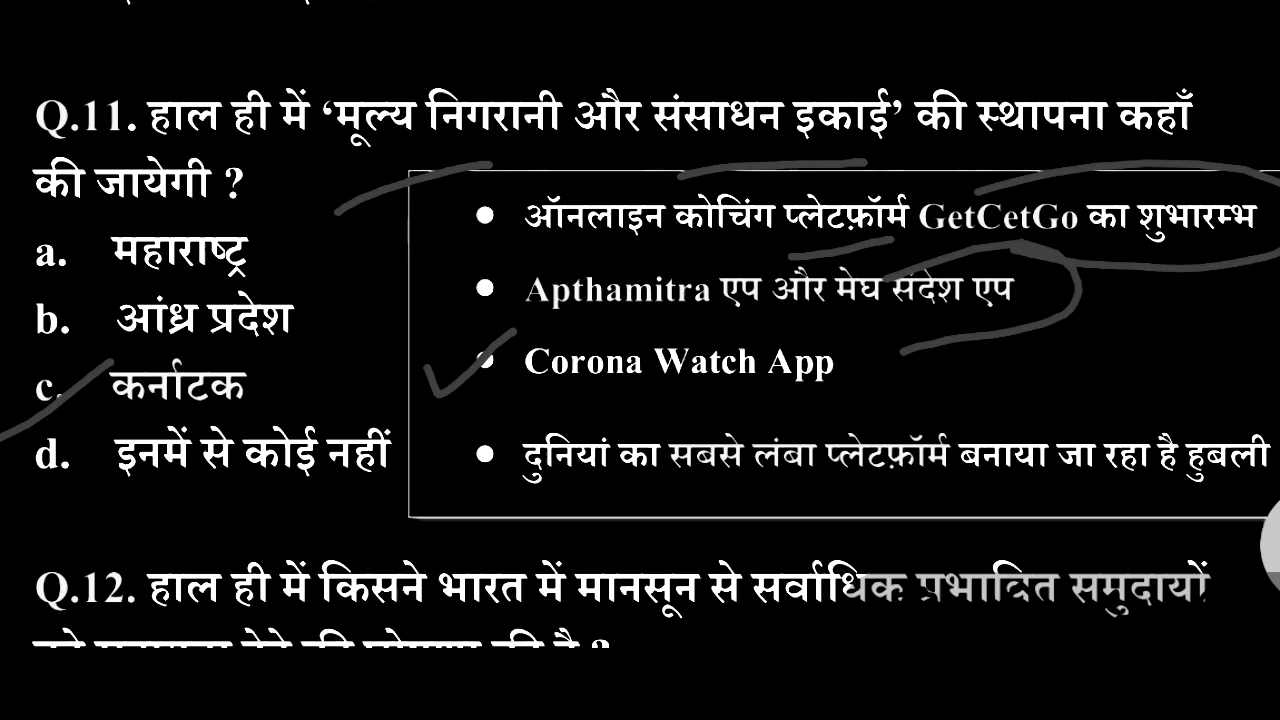 Q.11. हाल ही में ‘मूल्य निगरानी और संसाधन इकाई’ की स्थापना कहाँ
की जायेगी ?
a. महाराष्ट्र
b. आंध्र प्रदेश
c. कर्नाटक
d. इनमें से कोई नहीं
• ऑनलाइन कोचिंग प्लेटफ़ॉर्म GetCetGo का शुभारम्भ
• Apthamitra एप और मेघ संदेश एप
• Corona Watch App
• दुनियां का सबसे लंबा प्लेटफ़ॉर्म बनाया जा रहा है हुबली
Q.12. हाल ही में किसने भारत में मानसून से सर्वाधिक प्रभावित समुदायों